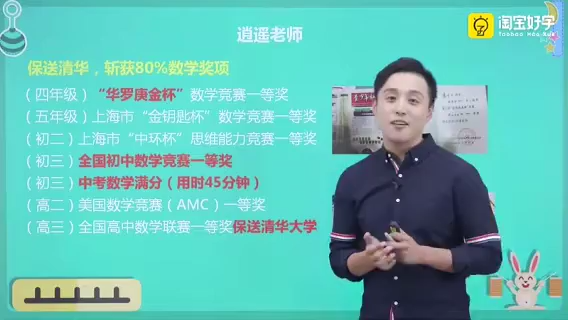 逍遥老师
淘宝好学
TaoBao Hao Xue
保送清华，斩获80%数学奖项
（四年级）“华罗庚金杯”数学竞赛一等奖
（五年级）上海市“金钥匙杯”数学竞赛一等奖
（初二）上海市“中环杯”思维能力竞赛一等奖
（初三）全国初中数学竞赛一等奖
（初三）中考数学满分（用时45分钟）
（高二）美国数学竞赛（AMC）一等奖
（高三）全国高中数学联赛一等奖保送清华大学